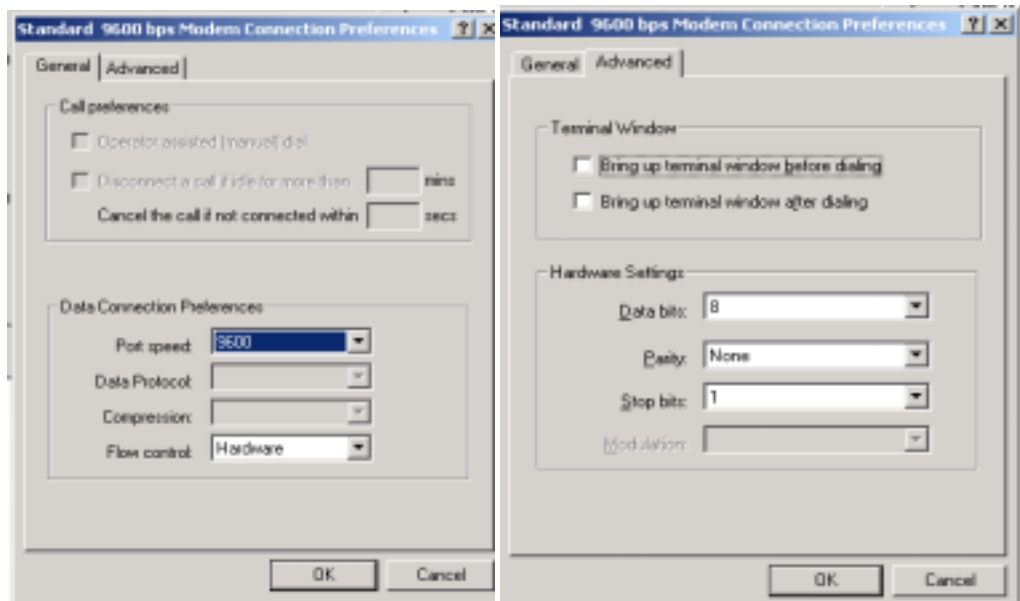 Standard 9600 bps Modem Connection Preferences
General Advanced
Call preferences
Operator assisted (manual) dial
Disconnect a call if idle for more than mins
Cancel the call if not connected within secs
Data Connection Preferences
Port speed: 9600
Data Protocol:
Compression:
Flow control: Hardware
OK Cancel
Standard 9600 bps Modem Connection Preferences
General Advanced
Terminal Window
Bring up terminal window before dialing
Bring up terminal window after dialing
Hardware Settings
Data bits: 8
Parity: None
Stop bits: 1
Modulation:
OK Cancel